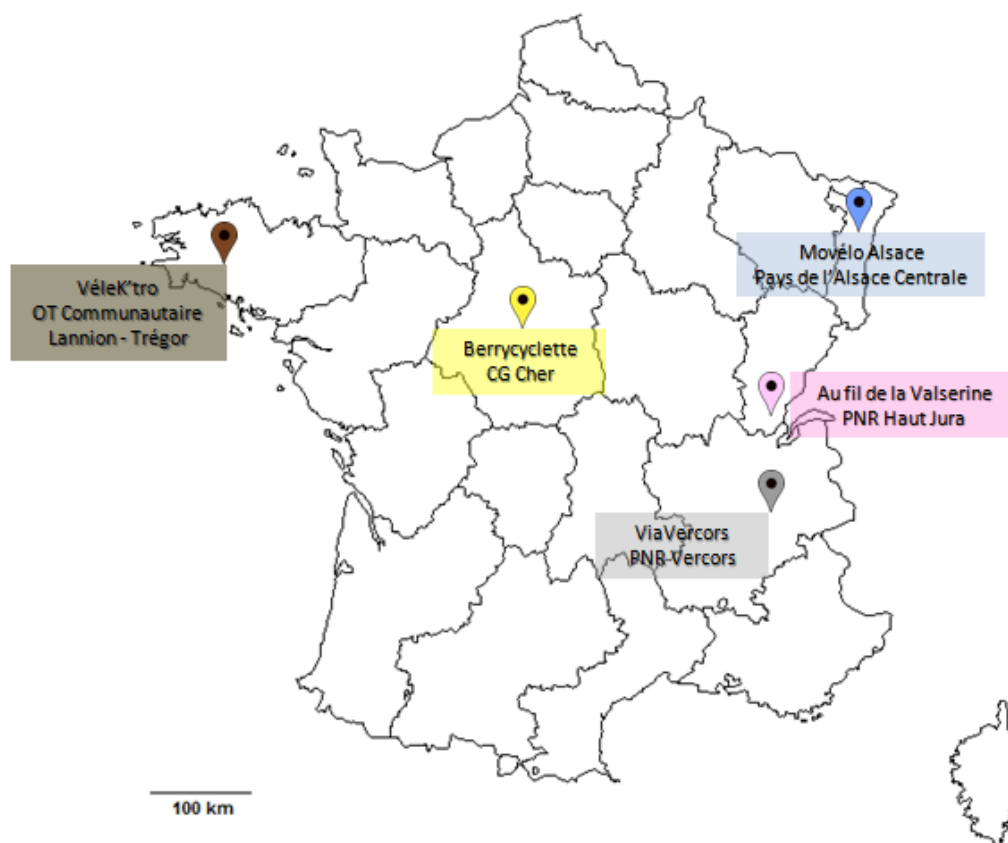 Movélo Alsace
Pays de l'Alsace Centrale
VéleK'tro
OT Communautaire
Lannion - Trégor
Berrycyclette
CG Cher
Au fil de la Valserine
PNR Haut Jura
ViaVercors
PNR Vercors
100 km